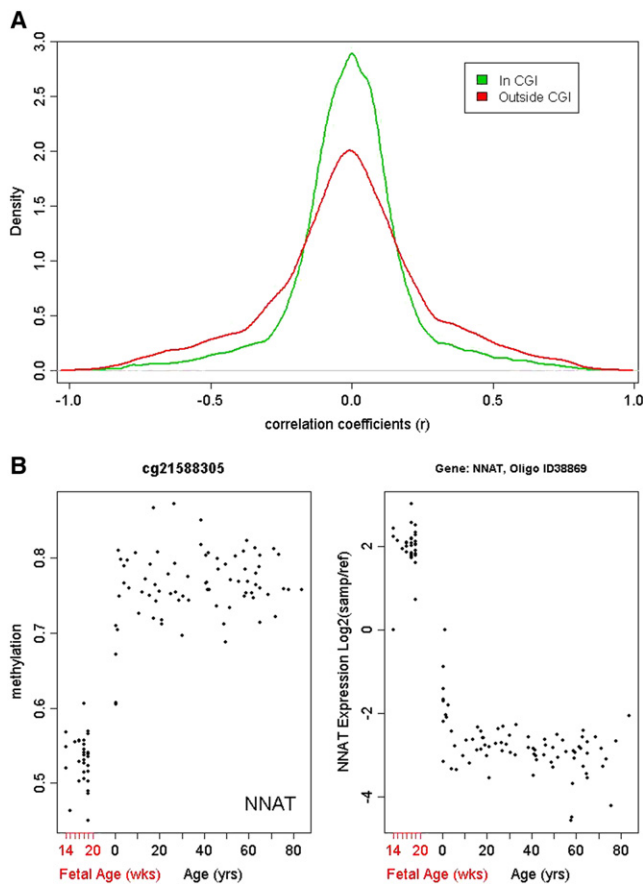 A
3.0
2.5
2.0
1.5
1.0
0.5
0.0
Density
In CGI
Outside CGI
-1.0 -0.5 0.0 0.5 1.0
correlation coefficients (r)
B
cg21588305
0.8
0.7
0.6
0.5
methylation
NNAT
14 20 0 20 40 60 80
Fetal Age (wks) Age (yrs)
Gene: NNAT, Oligo ID38869
2
0
-2
-4
NNAT Expression Log2(samp/ref)
14 20 0 20 40 60 80
Fetal Age (wks) Age (yrs)